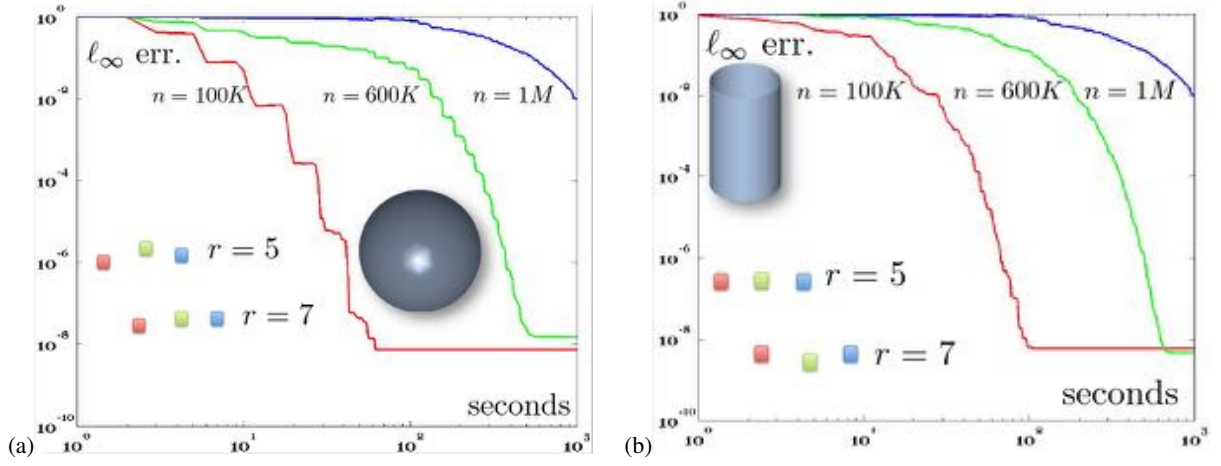 10^0
ℓ∞ err.
n = 100K n = 600K n = 1M
10^-2
10^-4
10^-6
r = 5
r = 7
10^-8
seconds
10^-10
(a)
10^0 10^1 10^2 10^3
10^0
ℓ∞ err.
n = 100K n = 600K n = 1M
10^-2
10^-4
10^-6
r = 5
10^-8
r = 7
seconds
10^-10
(b)
10^0 10^1 10^2 10^3